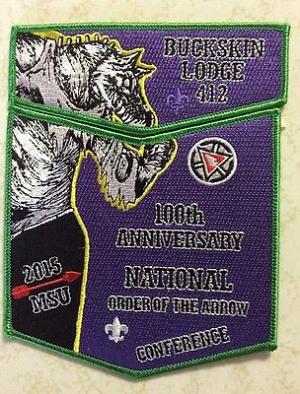 BUCKSKIN
LODGE
412
100th
ANNIVERSARY
2015
MSU
NATIONAL
ORDER OF THE ARROW
CONFERENCE